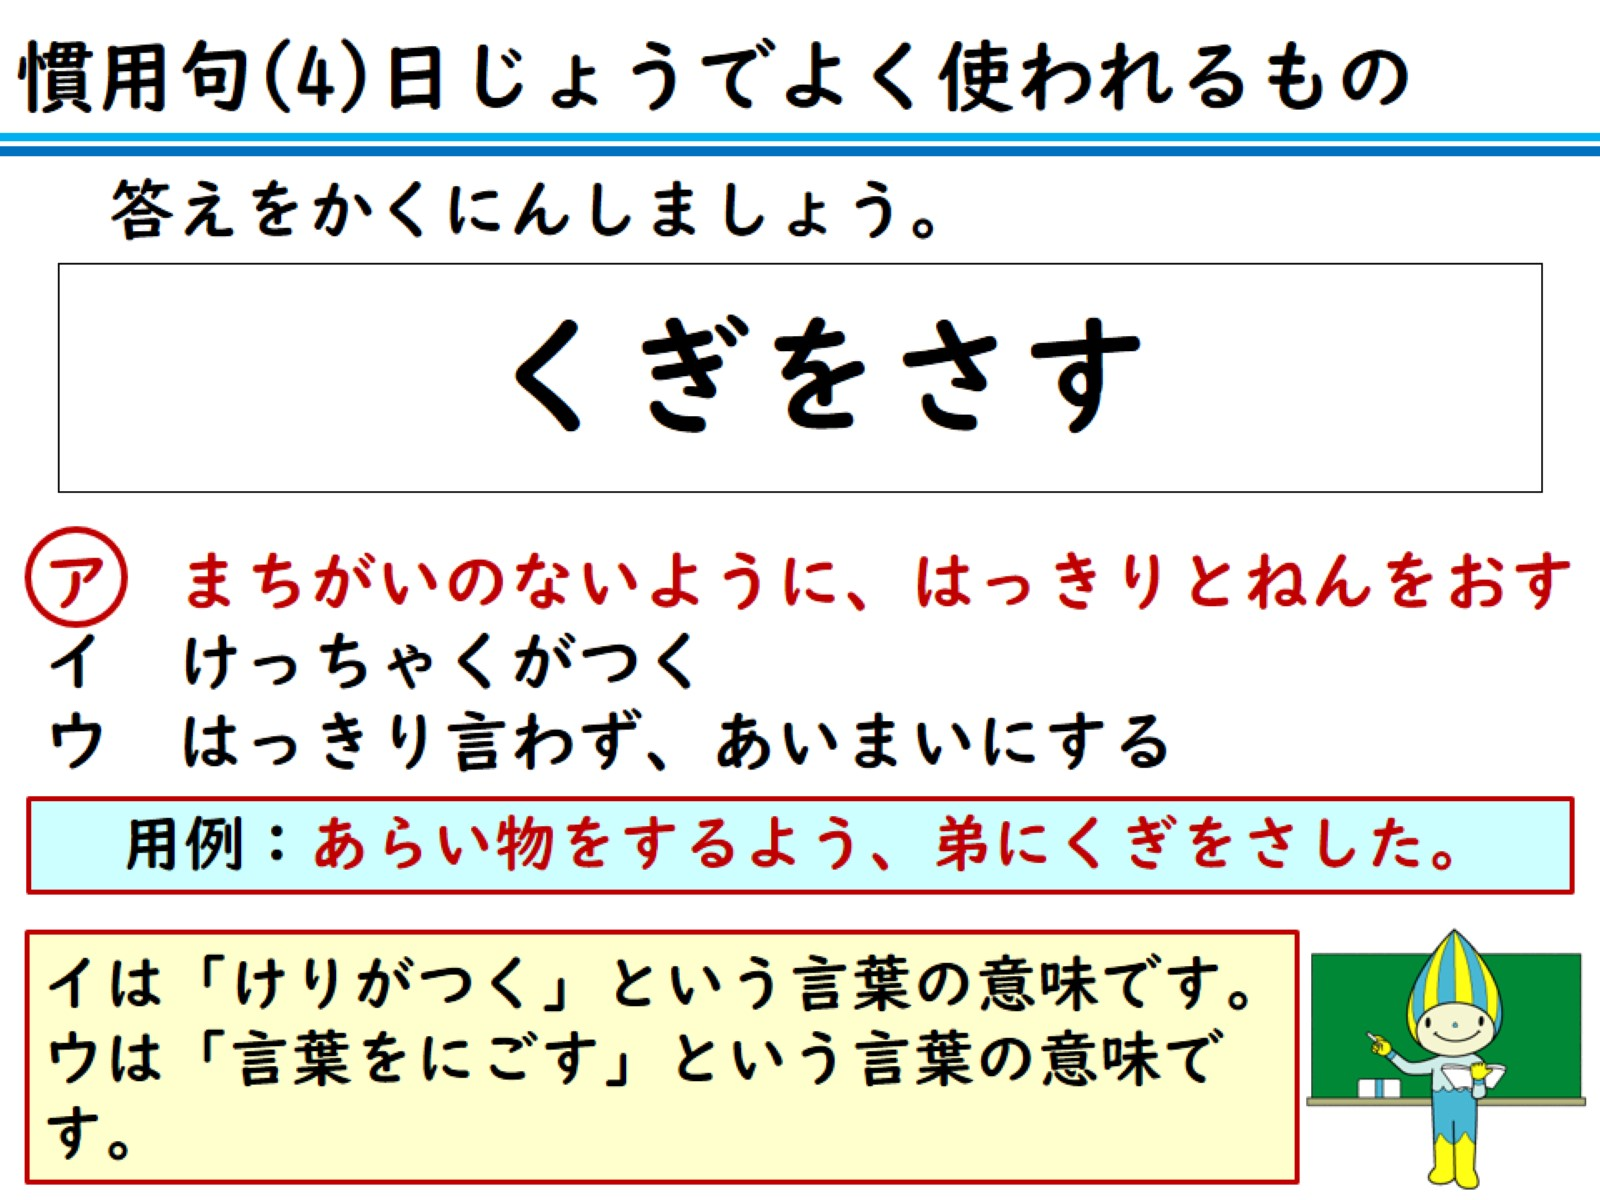 慣用句(4)日じょうでよく使われるもの
答えをかくにんしましょう。
くぎをさす
ア　まちがいのないように、はっきりとねんをおす
イ　けっちゃくがつく
ウ　はっきり言わず、あいまいにする
用例：あらい物をするよう、弟にくぎをさした。
イは「けりがつく」という言葉の意味です。
ウは「言葉をにごす」という言葉の意味で
す。